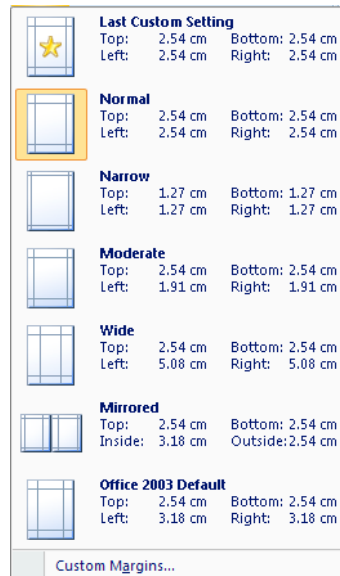 Last Custom Setting
Top: 2.54 cm Bottom: 2.54 cm
Left: 2.54 cm Right: 2.54 cm
Normal
Top: 2.54 cm Bottom: 2.54 cm
Left: 2.54 cm Right: 2.54 cm
Narrow
Top: 1.27 cm Bottom: 1.27 cm
Left: 1.27 cm Right: 1.27 cm
Moderate
Top: 2.54 cm Bottom: 2.54 cm
Left: 1.91 cm Right: 1.91 cm
Wide
Top: 2.54 cm Bottom: 2.54 cm
Left: 5.08 cm Right: 5.08 cm
Mirrored
Top: 2.54 cm Bottom: 2.54 cm
Inside: 3.18 cm Outside: 2.54 cm
Office 2003 Default
Top: 2.54 cm Bottom: 2.54 cm
Left: 3.18 cm Right: 3.18 cm
Custom Margins...